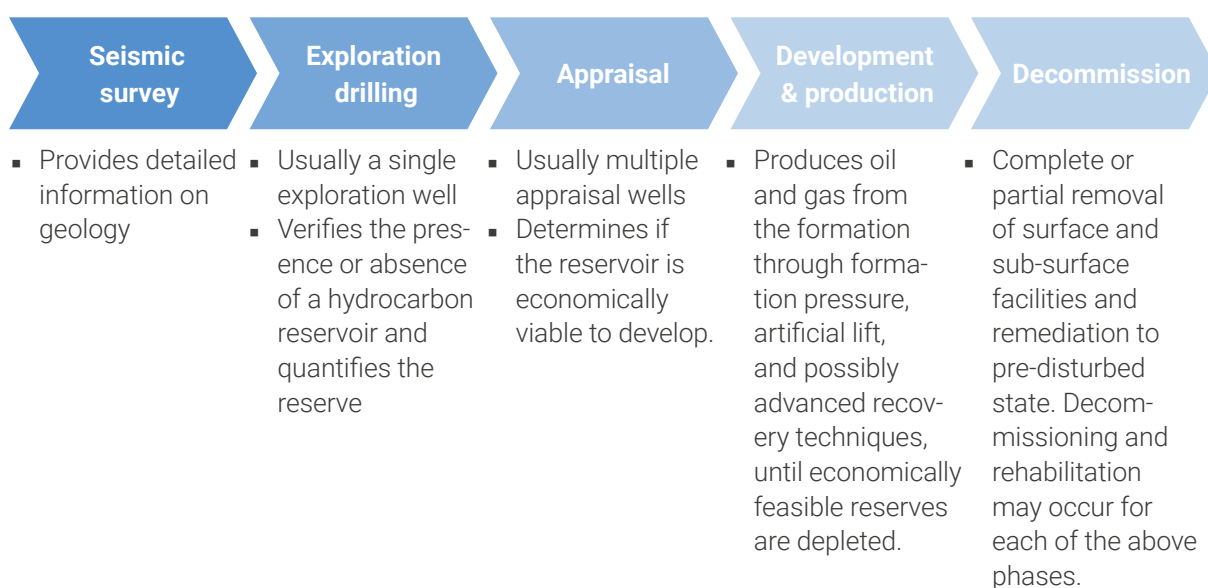 Seismic
survey
Exploration
drilling
Appraisal
Development
& production
Decommission
▪ Provides detailed
information on
geology
▪ Usually a single
exploration well
▪ Verifies the pres-
ence or absence
of a hydrocarbon
reservoir and
quantifies the
reserve
▪ Usually multiple
appraisal wells
▪ Determines if
the reservoir is
economically
viable to develop.
▪ Produces oil
and gas from
the formation
through forma-
tion pressure,
artificial lift,
and possibly
advanced recov-
ery techniques,
until economically
feasible reserves
are depleted.
▪ Complete or
partial removal
of surface and
sub-surface
facilities and
remediation to
pre-disturbed
state. Decom-
missioning and
rehabilitation
may occur for
each of the above
phases.